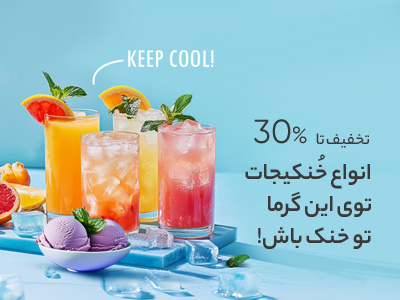 KEEP COOL!
تخفیف تا 30%
انواع خُنکیجات
توی این گرما
تو خنک باش!